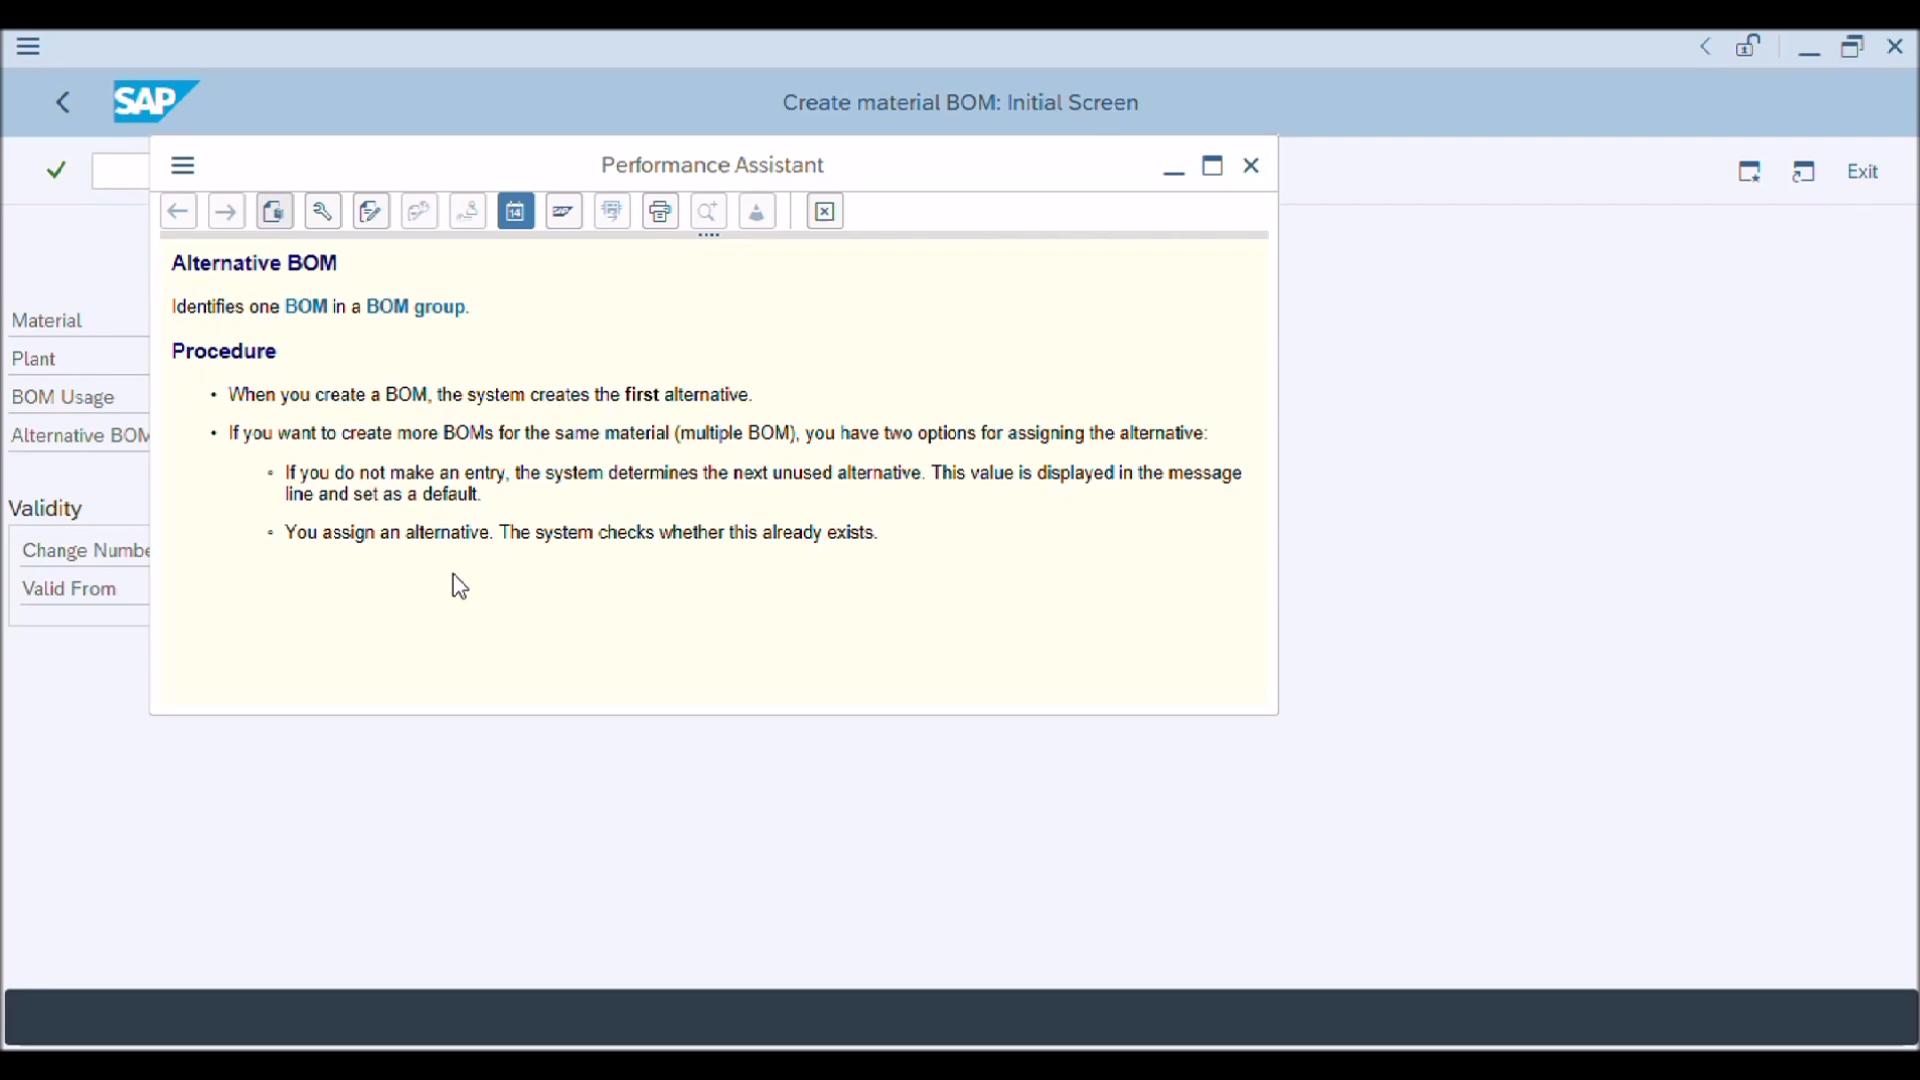 SAP
Create material BOM: Initial Screen
Performance Assistant
Exit
14
Alternative BOM
Identifies one BOM in a BOM group.
Procedure
• When you create a BOM, the system creates the first alternative.
• If you want to create more BOMs for the same material (multiple BOM), you have two options for assigning the alternative:
◦ If you do not make an entry, the system determines the next unused alternative. This value is displayed in the message
line and set as a default.
◦ You assign an alternative. The system checks whether this already exists.
Material
Plant
BOM Usage
Alternative BOM
Validity
Change Numbe
Valid From